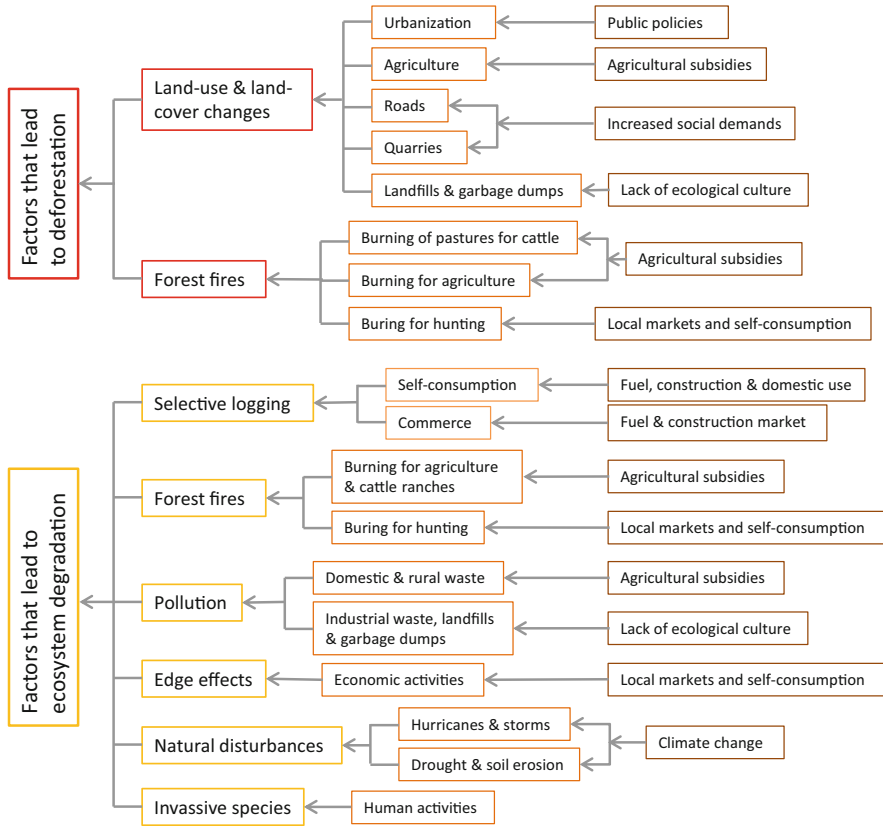 Factors that lead
to deforestation
Land-use & land-
cover changes
Urbanization
Public policies
Agriculture
Agricultural subsidies
Roads
Quarries
Increased social demands
Landfills & garbage dumps
Lack of ecological culture
Forest fires
Burning of pastures for cattle
Burning for agriculture
Agricultural subsidies
Buring for hunting
Local markets and self-consumption
Factors that lead to
ecosystem degradation
Selective logging
Self-consumption
Fuel, construction & domestic use
Commerce
Fuel & construction market
Forest fires
Burning for agriculture
& cattle ranches
Agricultural subsidies
Buring for hunting
Local markets and self-consumption
Pollution
Domestic & rural waste
Agricultural subsidies
Industrial waste, landfills
& garbage dumps
Lack of ecological culture
Edge effects
Economic activities
Local markets and self-consumption
Natural disturbances
Hurricanes & storms
Drought & soil erosion
Climate change
Invassive species
Human activities